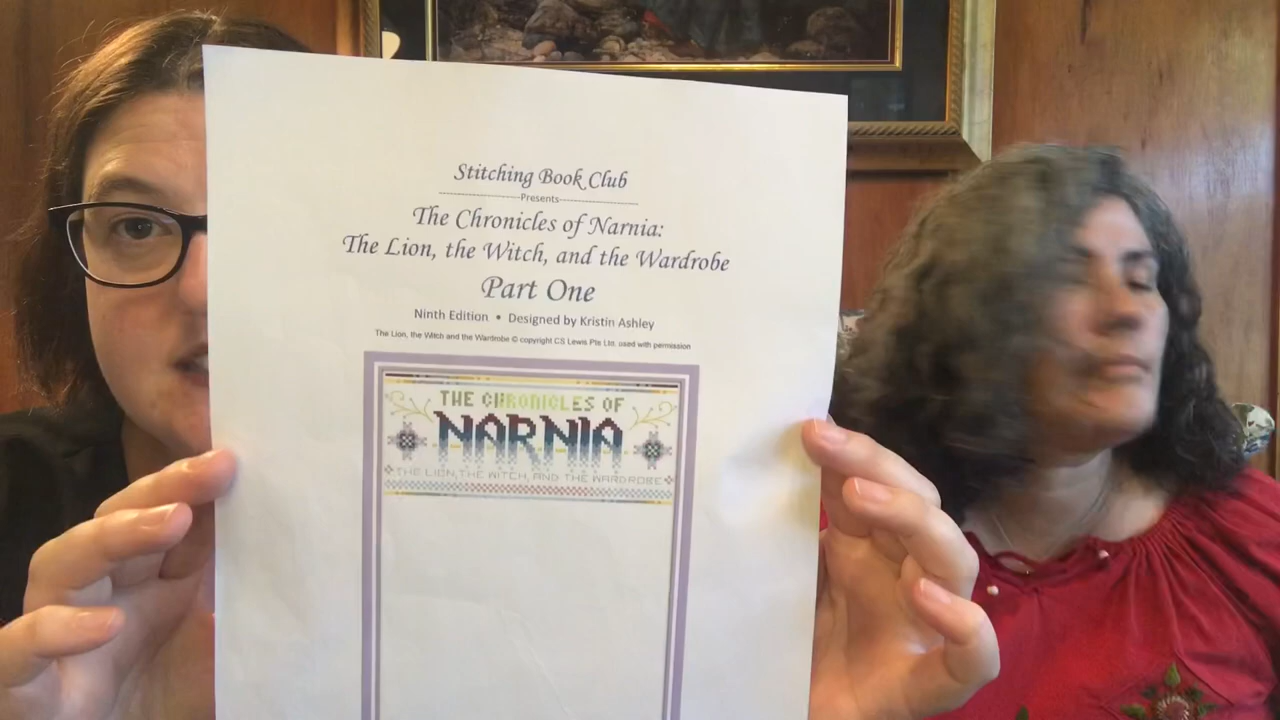 Stitching Book Club
Presents
The Chronicles of Narnia:
The Lion, the Witch, and the Wardrobe
Part One
Ninth Edition • Designed by Kristin Ashley
The Lion, the Witch and the Wardrobe © copyright CS Lewis Pte Ltd. used with permission
THE CHRONICLES OF
NARNIA
THE LION, THE WITCH, AND THE WARDROBE